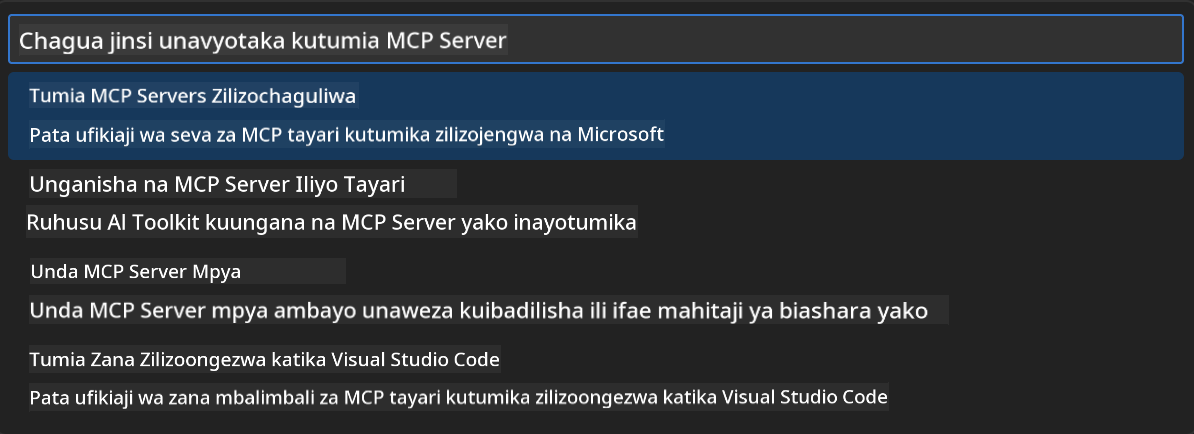 Chagua jinsi unavyotaka kutumia MCP Server
Tumia MCP Servers Zilizochaguliwa
Pata ufikiaji wa seva za MCP tayari kutumika zilizojengwa na Microsoft
Unganisha na MCP Server Iliyo Tayari
Ruhusu AI Toolkit kuungana na MCP Server yako inayotumika
Unda MCP Server Mpya
Unda MCP Server mpya ambayo unaweza kuibadilisha ili ifae mahitaji ya biashara yako
Tumia Zana Zilizoongezwa katika Visual Studio Code
Pata ufikiaji wa zana mbalimbali za MCP tayari kutumika zilizoongezwa katika Visual Studio Code